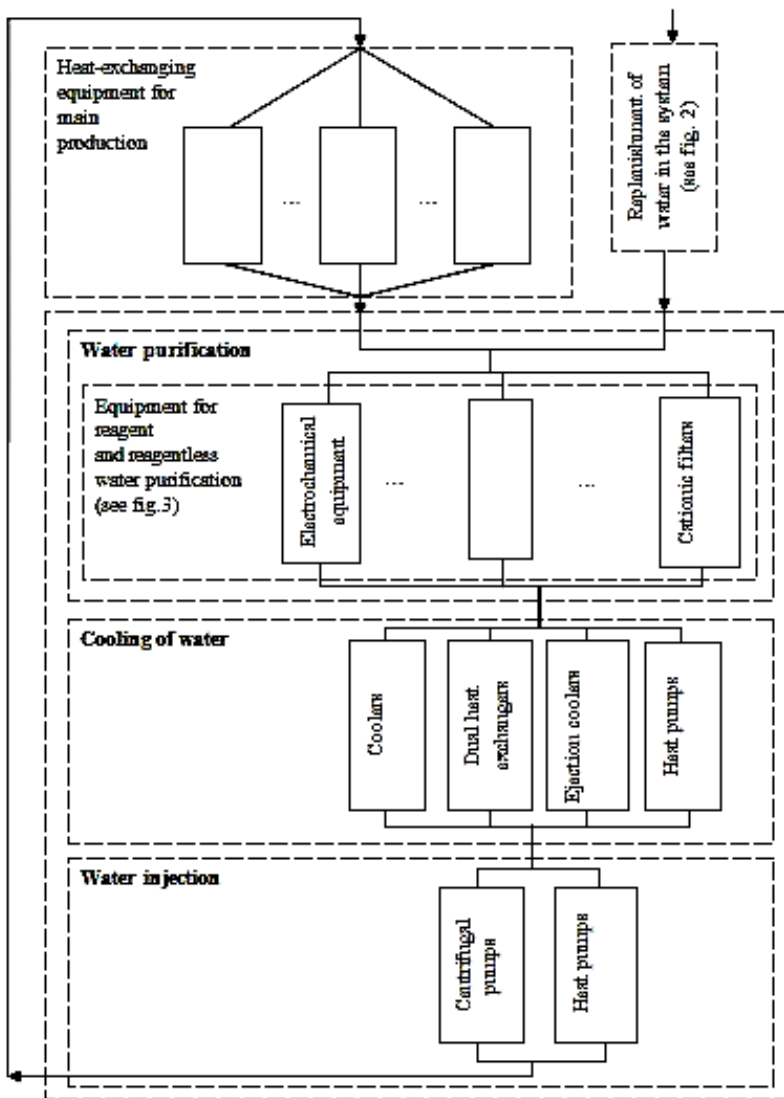 Heat-exchanging
equipment for
main
production
...
...
Replenishment of
water in the system
(see fig. 2)
Water purification
Equipment for
reagent
and reagentless
water purification
(see fig.3)
Electrochemical
equipment
...
...
Cationic filters
Cooling of water
Coolers
Dual heat
exchangers
Ejection coolers
Heat pumps
Water injection
Centrifugal
pumps
Heat pumps